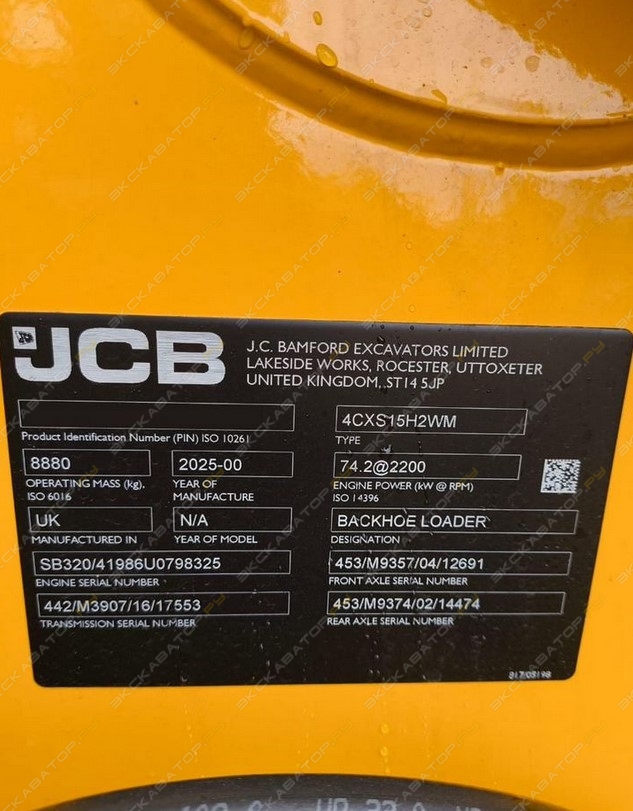 JCB
J.C. BAMFORD EXCAVATORS LIMITED
LAKESIDE WORKS, ROCESTER, UTTOXETER
UNITED KINGDOM, ST14 5JP
Product Identification Number (PIN) ISO 10261
4CXS15H2WM
TYPE
8880
OPERATING MASS (kg),
ISO 6016
2025-00
YEAR OF
MANUFACTURE
74.2@2200
ENGINE POWER (kW @ RPM)
ISO 14396
UK
MANUFACTURED IN
N/A
YEAR OF MODEL
BACKHOE LOADER
DESIGNATION
SB320/41986U0798325
ENGINE SERIAL NUMBER
453/M9357/04/12691
FRONT AXLE SERIAL NUMBER
442/M3907/16/17553
TRANSMISSION SERIAL NUMBER
453/M9374/02/14474
REAR AXLE SERIAL NUMBER
817/05198
ЭКСКАВАТОР.РУ